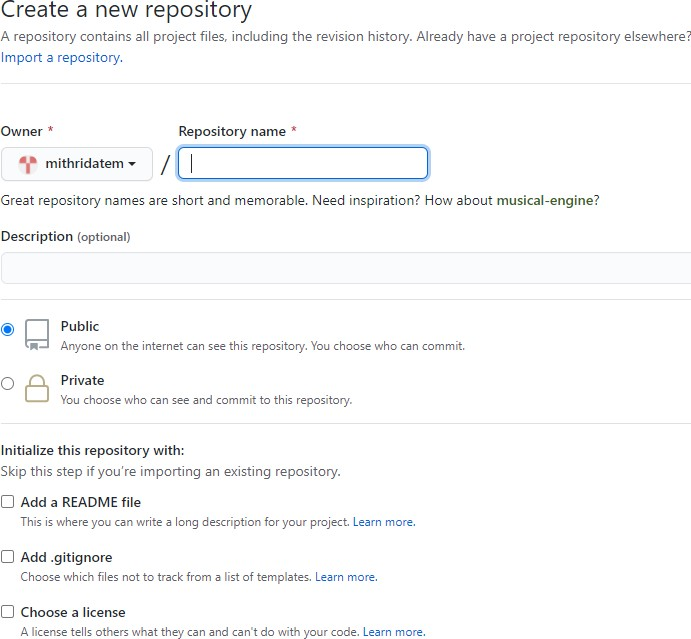 Create a new repository
A repository contains all project files, including the revision history. Already have a project repository elsewhere?
Import a repository.
Owner * Repository name *
mithridatem /
Great repository names are short and memorable. Need inspiration? How about musical-engine?
Description (optional)
Public
Anyone on the internet can see this repository. You choose who can commit.
Private
You choose who can see and commit to this repository.
Initialize this repository with:
Skip this step if you're importing an existing repository.
Add a README file
This is where you can write a long description for your project. Learn more.
Add .gitignore
Choose which files not to track from a list of templates. Learn more.
Choose a license
A license tells others what they can and can't do with your code. Learn more.